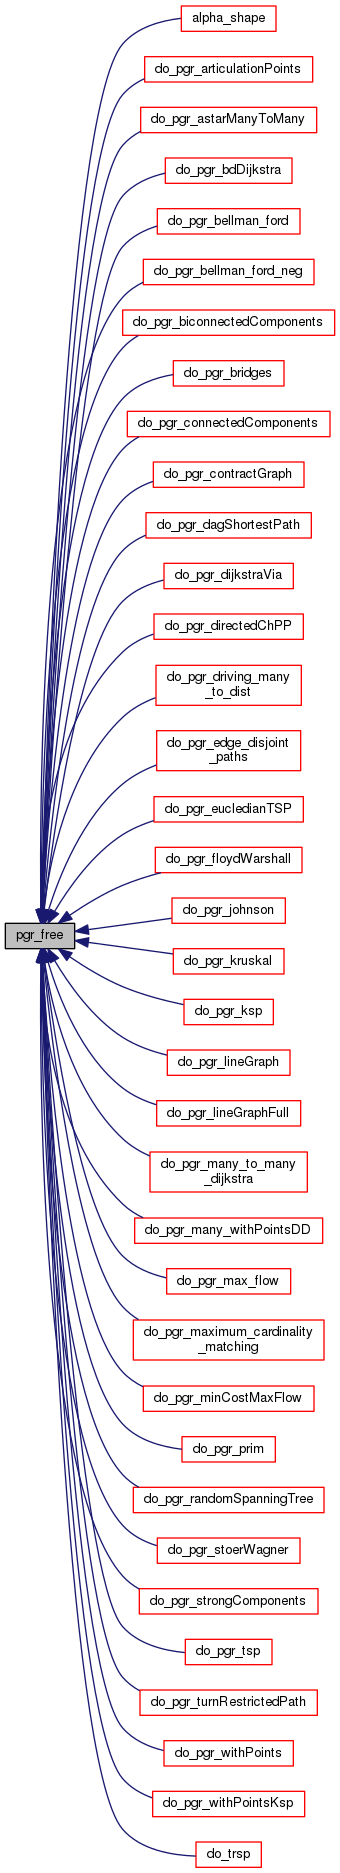 alpha_shape
do_pgr_articulationPoints
do_pgr_astarManyToMany
do_pgr_bdDijkstra
do_pgr_bellman_ford
do_pgr_bellman_ford_neg
do_pgr_biconnectedComponents
do_pgr_bridges
do_pgr_connectedComponents
do_pgr_contractGraph
do_pgr_dagShortestPath
do_pgr_dijkstraVia
do_pgr_directedChPP
do_pgr_driving_many
_to_dist
do_pgr_edge_disjoint
_paths
do_pgr_eucledianTSP
do_pgr_floydWarshall
do_pgr_johnson
pgr_free
do_pgr_kruskal
do_pgr_ksp
do_pgr_lineGraph
do_pgr_lineGraphFull
do_pgr_many_to_many
_dijkstra
do_pgr_many_withPointsDD
do_pgr_max_flow
do_pgr_maximum_cardinality
_matching
do_pgr_minCostMaxFlow
do_pgr_prim
do_pgr_randomSpanningTree
do_pgr_stoerWagner
do_pgr_strongComponents
do_pgr_tsp
do_pgr_turnRestrictedPath
do_pgr_withPoints
do_pgr_withPointsKsp
do_trsp